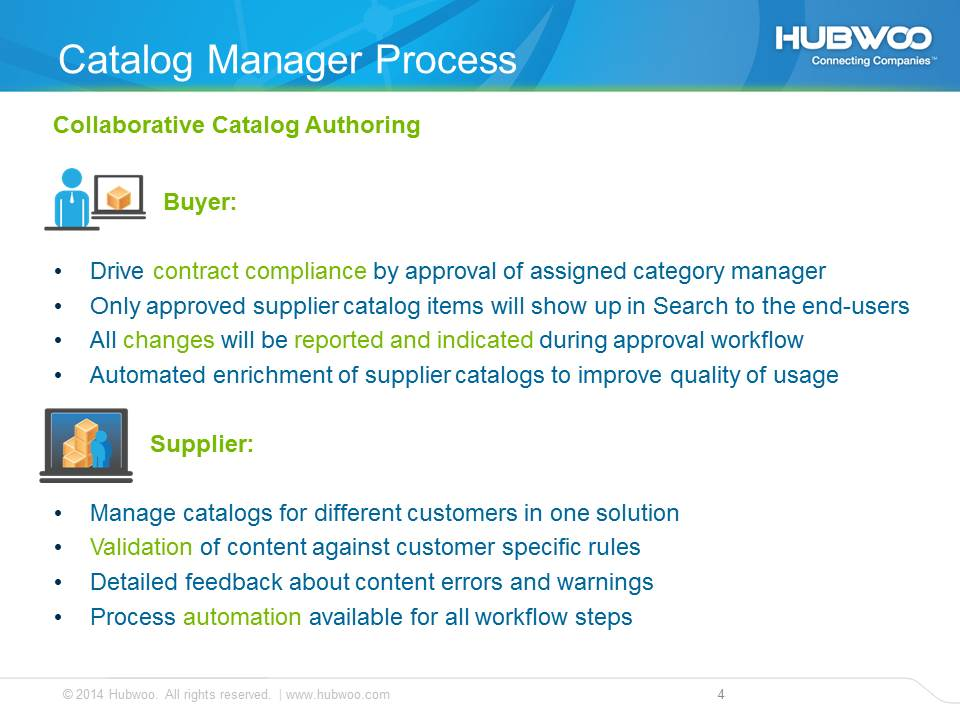 Catalog Manager Process
HUBWOO
Connecting Companies™
Collaborative Catalog Authoring
Buyer:
• Drive contract compliance by approval of assigned category manager
• Only approved supplier catalog items will show up in Search to the end-users
• All changes will be reported and indicated during approval workflow
• Automated enrichment of supplier catalogs to improve quality of usage
Supplier:
• Manage catalogs for different customers in one solution
• Validation of content against customer specific rules
• Detailed feedback about content errors and warnings
• Process automation available for all workflow steps
© 2014 Hubwoo. All rights reserved. | www.hubwoo.com 4